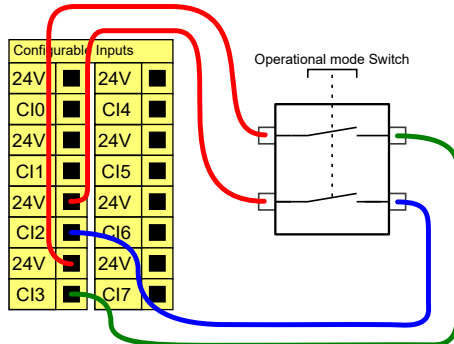 Configurable Inputs
24V 24V
CI0 CI4
24V 24V
CI1 CI5
24V 24V
CI2 CI6
24V 24V
CI3 CI7
Operational mode Switch